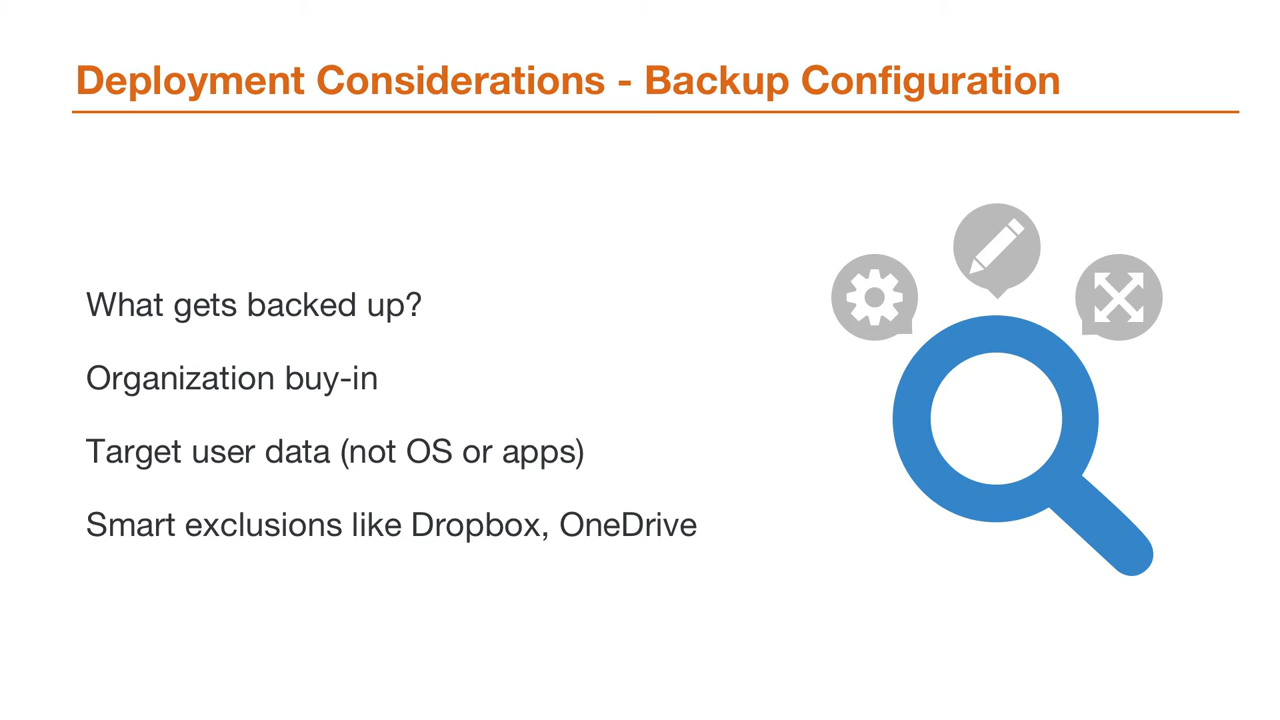 Deployment Considerations - Backup Configuration
What gets backed up?
Organization buy-in
Target user data (not OS or apps)
Smart exclusions like Dropbox, OneDrive